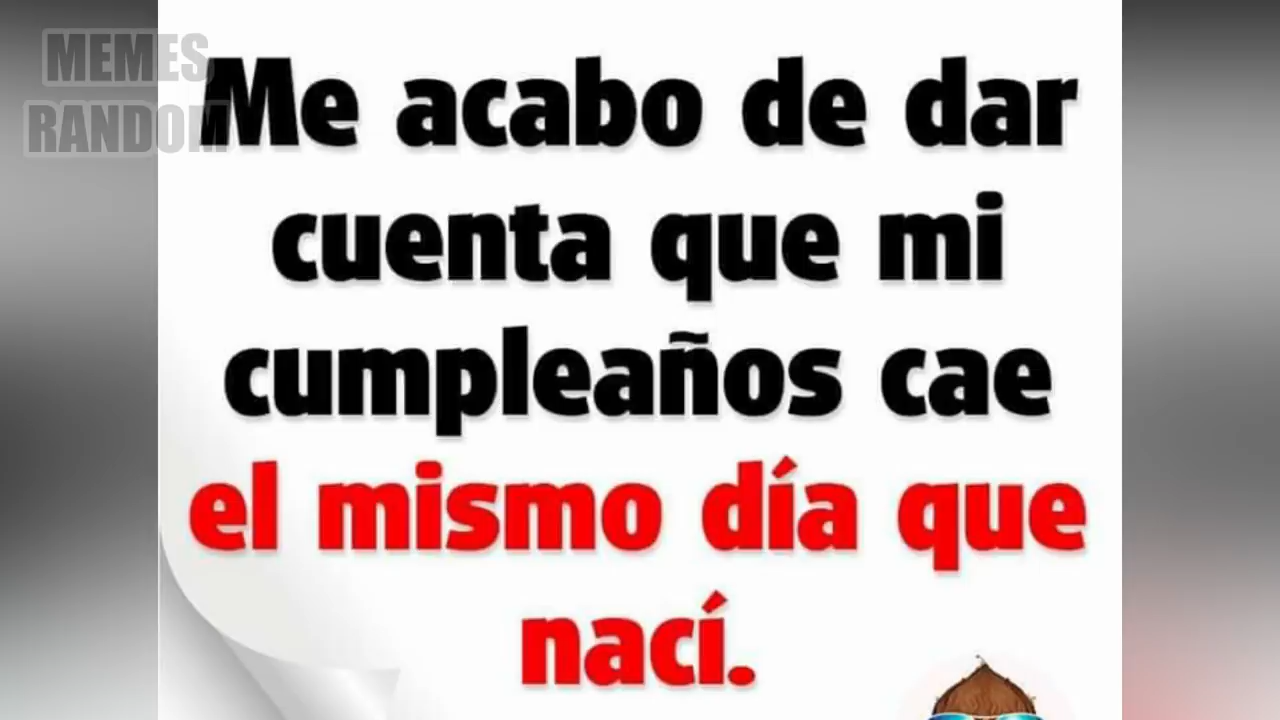 MEMES
RANDOM
Me acabo de dar
cuenta que mi
cumpleaños cae
el mismo día que
nací.